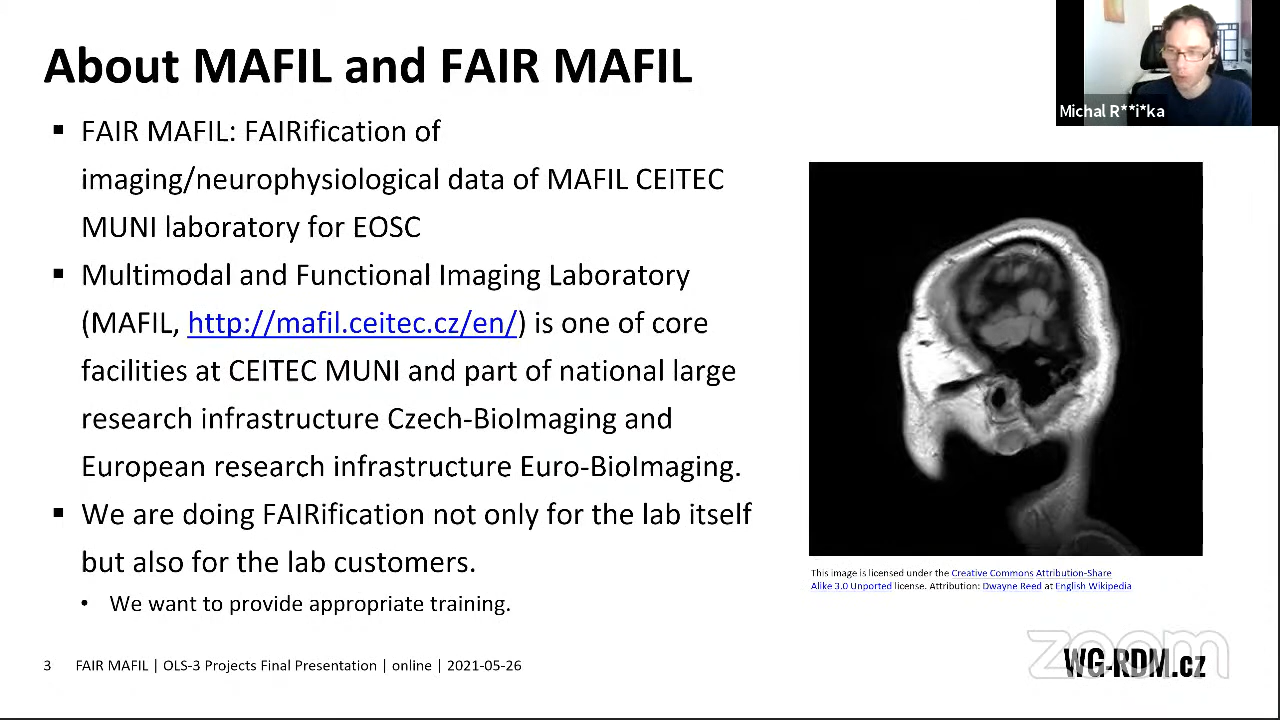 About MAFIL and FAIR MAFIL
Michal R**i*ka
▪ FAIR MAFIL: FAIRification of
imaging/neurophysiological data of MAFIL CEITEC
MUNI laboratory for EOSC
▪ Multimodal and Functional Imaging Laboratory
(MAFIL, http://mafil.ceitec.cz/en/) is one of core
facilities at CEITEC MUNI and part of national large
research infrastructure Czech-BioImaging and
European research infrastructure Euro-BioImaging.
▪ We are doing FAIRification not only for the lab itself
but also for the lab customers.
• We want to provide appropriate training.
This image is licensed under the Creative Commons Attribution-Share
Alike 3.0 Unported license. Attribution: Dwayne Reed at English Wikipedia
3 FAIR MAFIL | OLS-3 Projects Final Presentation | online | 2021-05-26
zoom
WG-RDM.cz